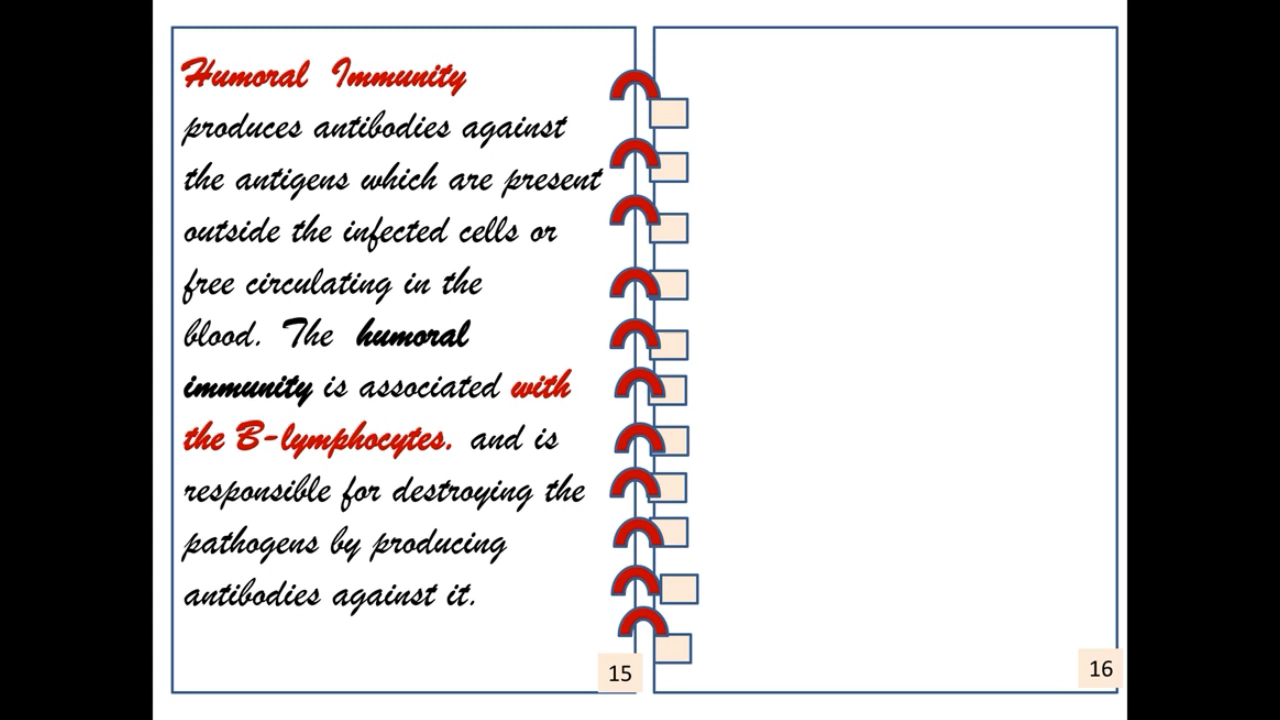 Humoral Immunity
produces antibodies against
the antigens which are present
outside the infected cells or
free circulating in the
blood. The humoral
immunity is associated with
the B-lymphocytes. and is
responsible for destroying the
pathogens by producing
antibodies against it.
15
16